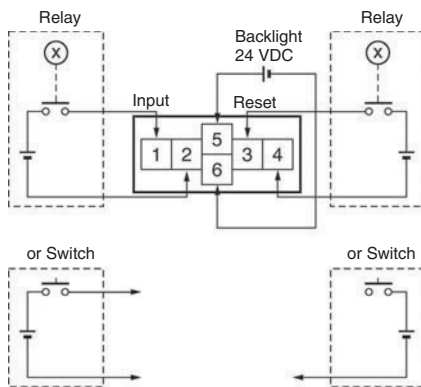 Relay
Backlight
24 VDC
Relay
X
X
Input
Reset
1 2 5 3 4
6
or Switch
or Switch